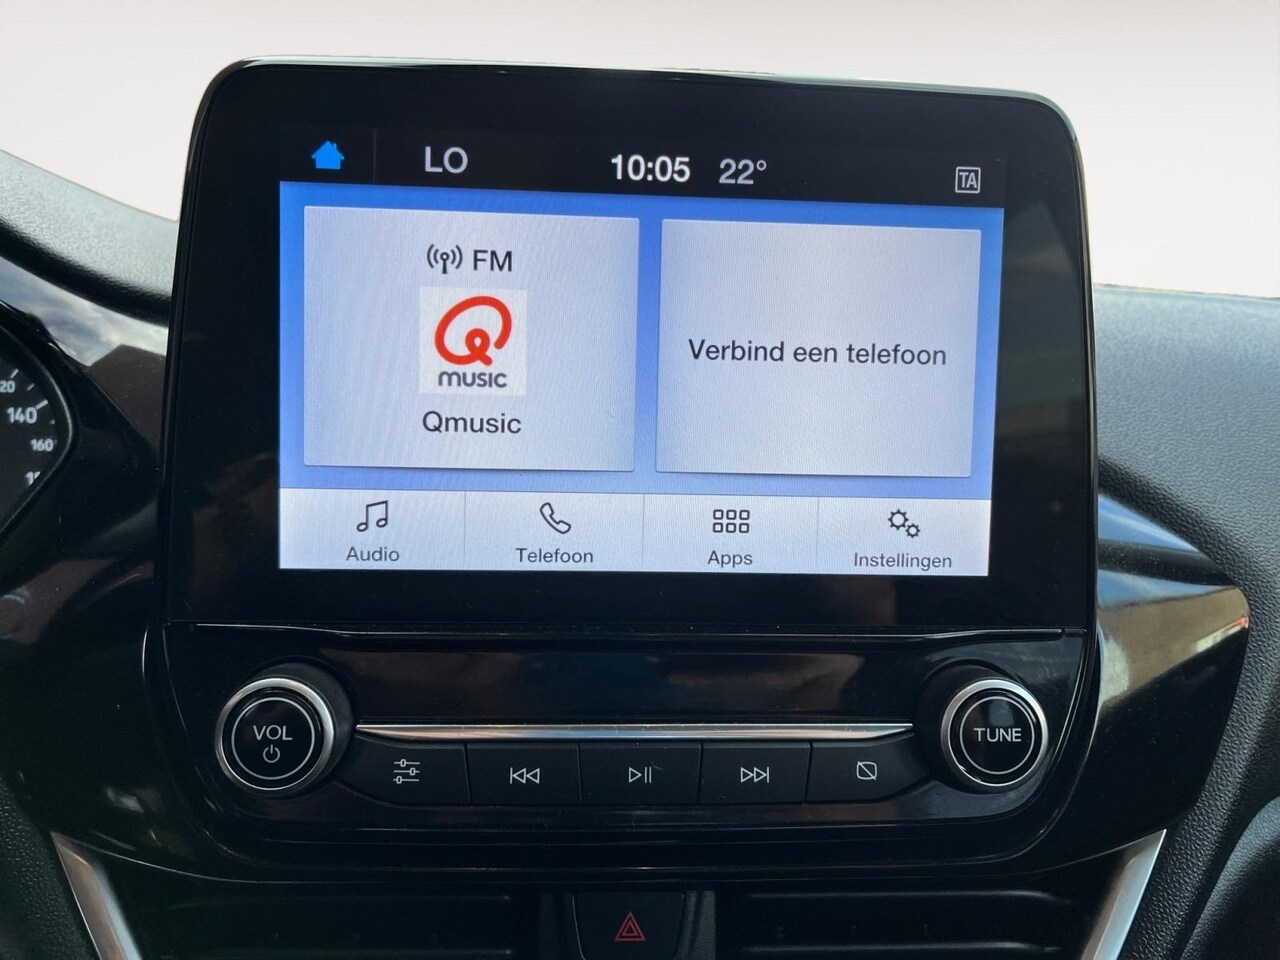 LO 10:05 22° TA
FM
Q
MUSIC
Qmusic
Verbind een telefoon
Audio Telefoon Apps Instellingen
20
140
160
VOL
TUNE